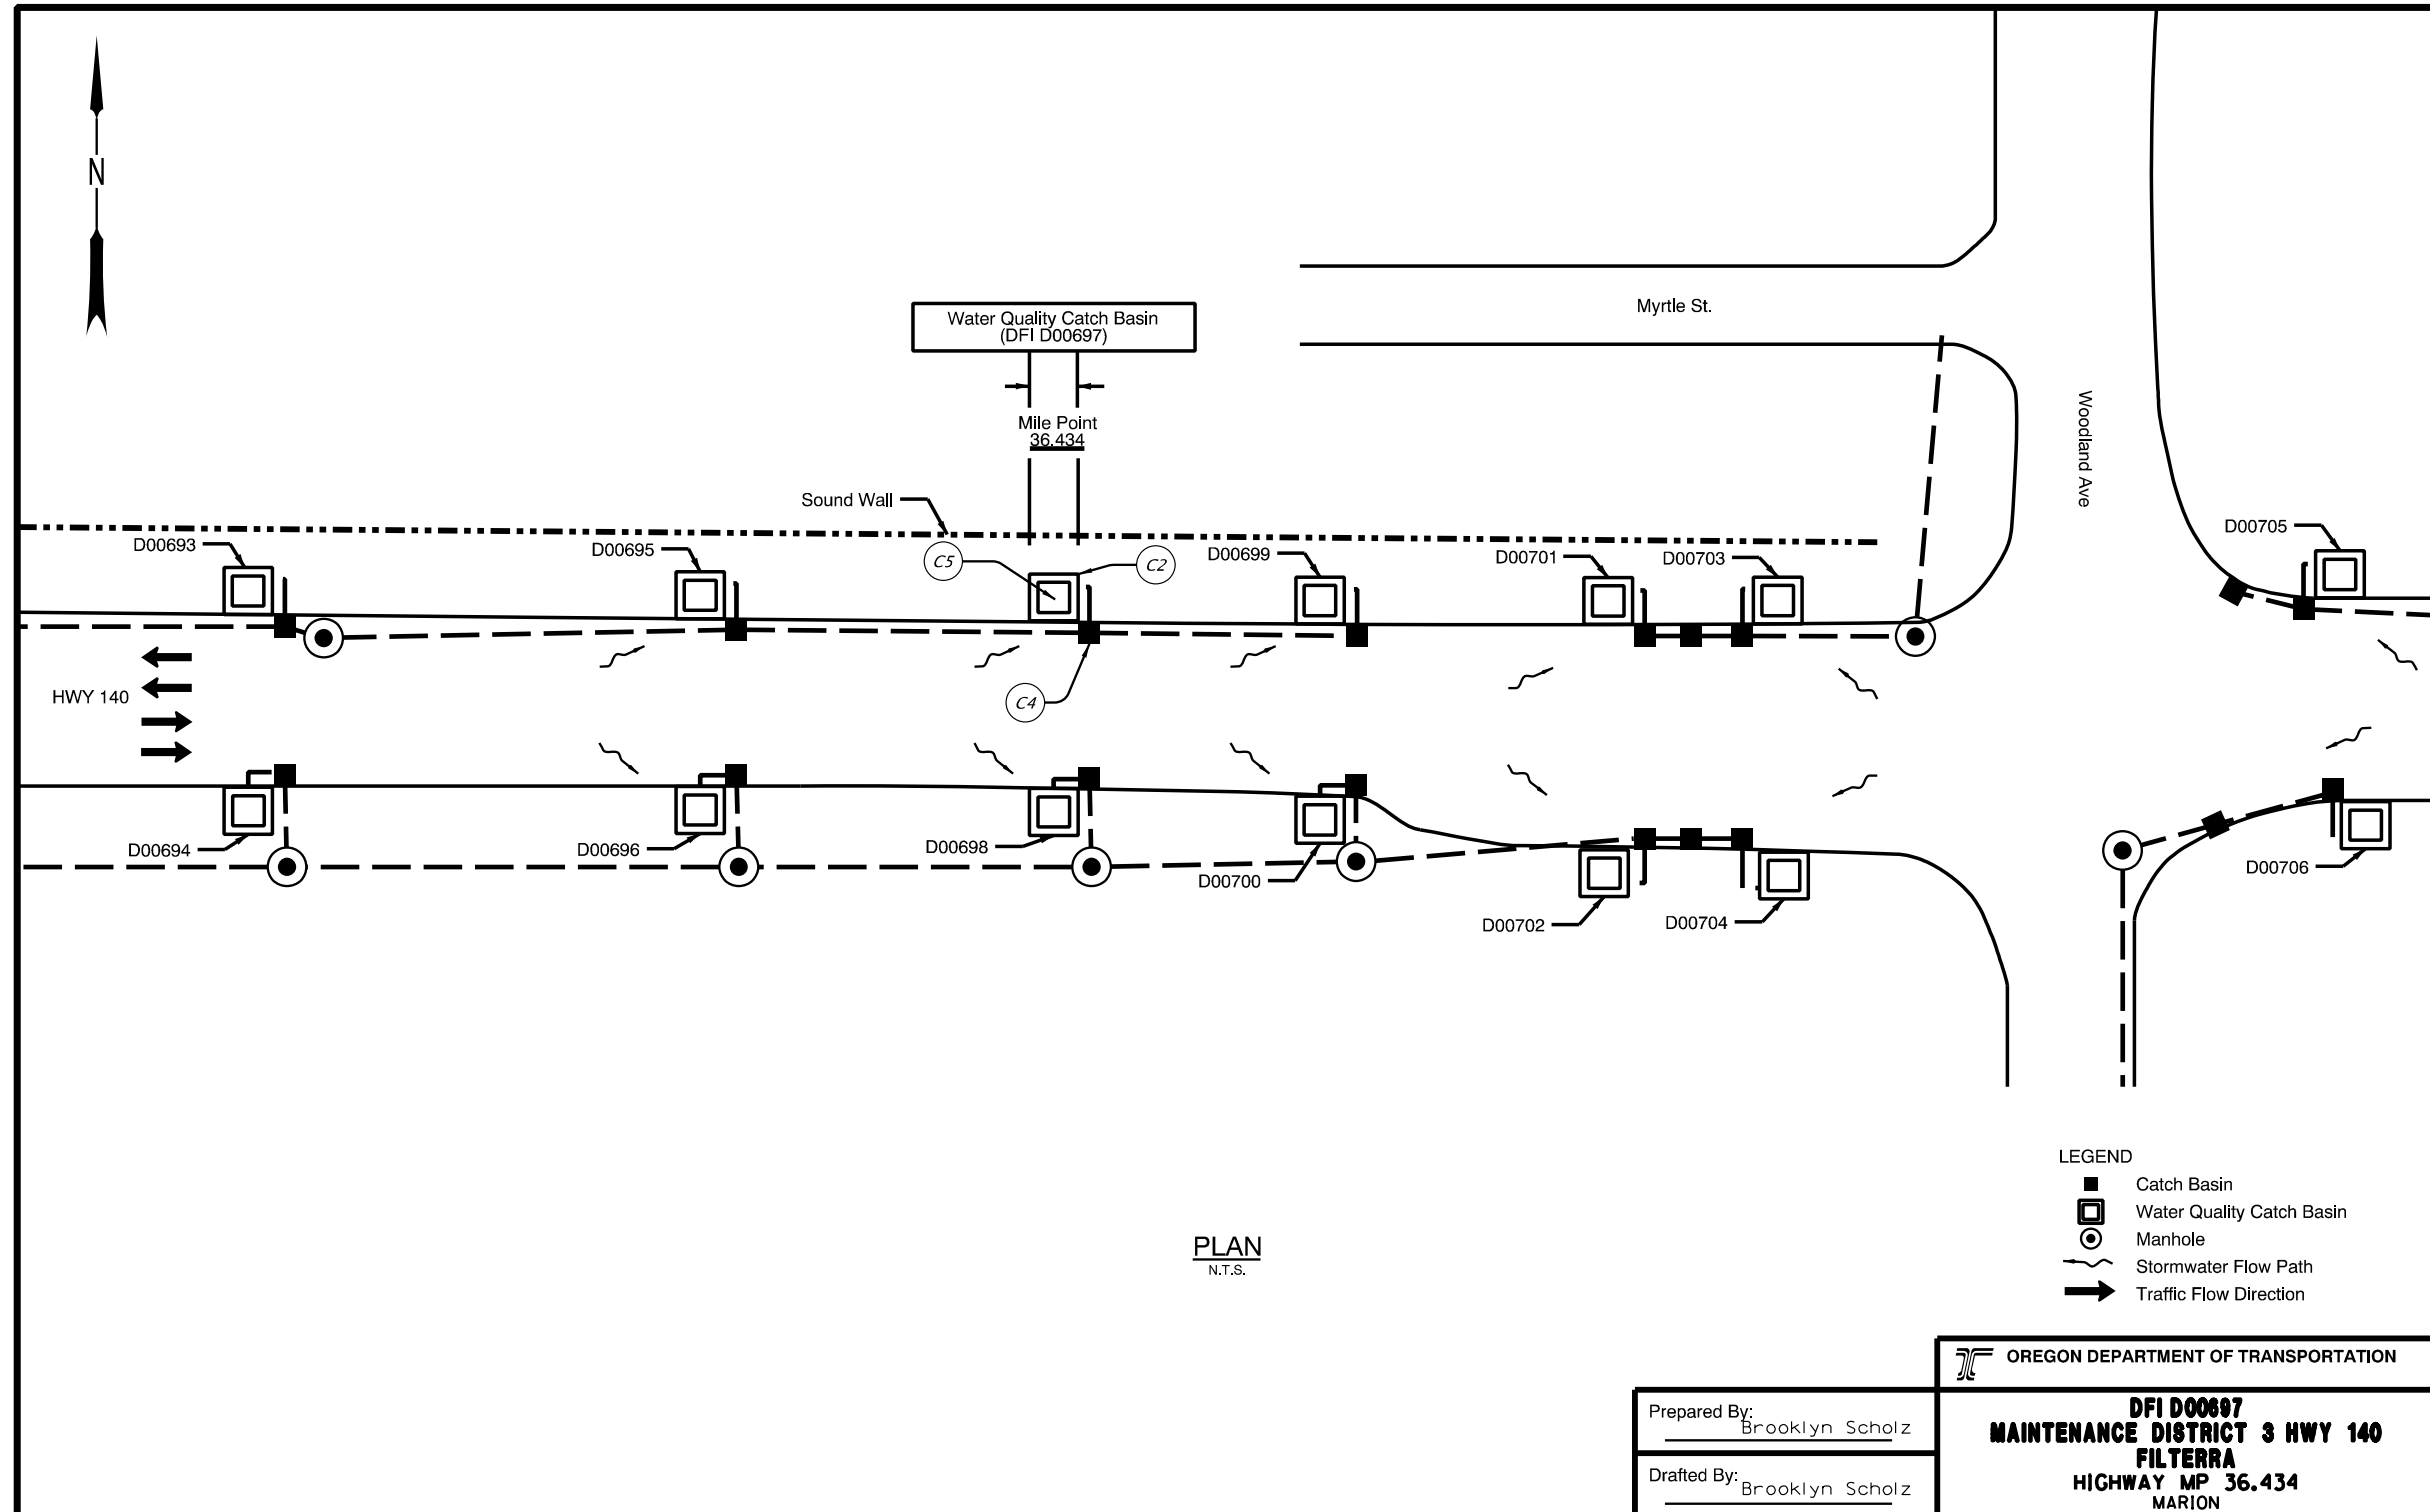 N
Water Quality Catch Basin
(DFI D00697)
Mile Point
36.434
Myrtle St.
Woodland Ave
Sound Wall
D00693
D00695
C5
C2
D00699
D00701
D00703
D00705
HWY 140
C4
D00694
D00696
D00698
D00700
D00702
D00704
D00706
PLAN
N.T.S.
LEGEND
Catch Basin
Water Quality Catch Basin
Manhole
Stormwater Flow Path
Traffic Flow Direction
OREGON DEPARTMENT OF TRANSPORTATION
Prepared By:
Brooklyn Scholz
Drafted By:
Brooklyn Scholz
DFI D00697
MAINTENANCE DISTRICT 3 HWY 140
FILTERRA
HIGHWAY MP 36.434
MARION